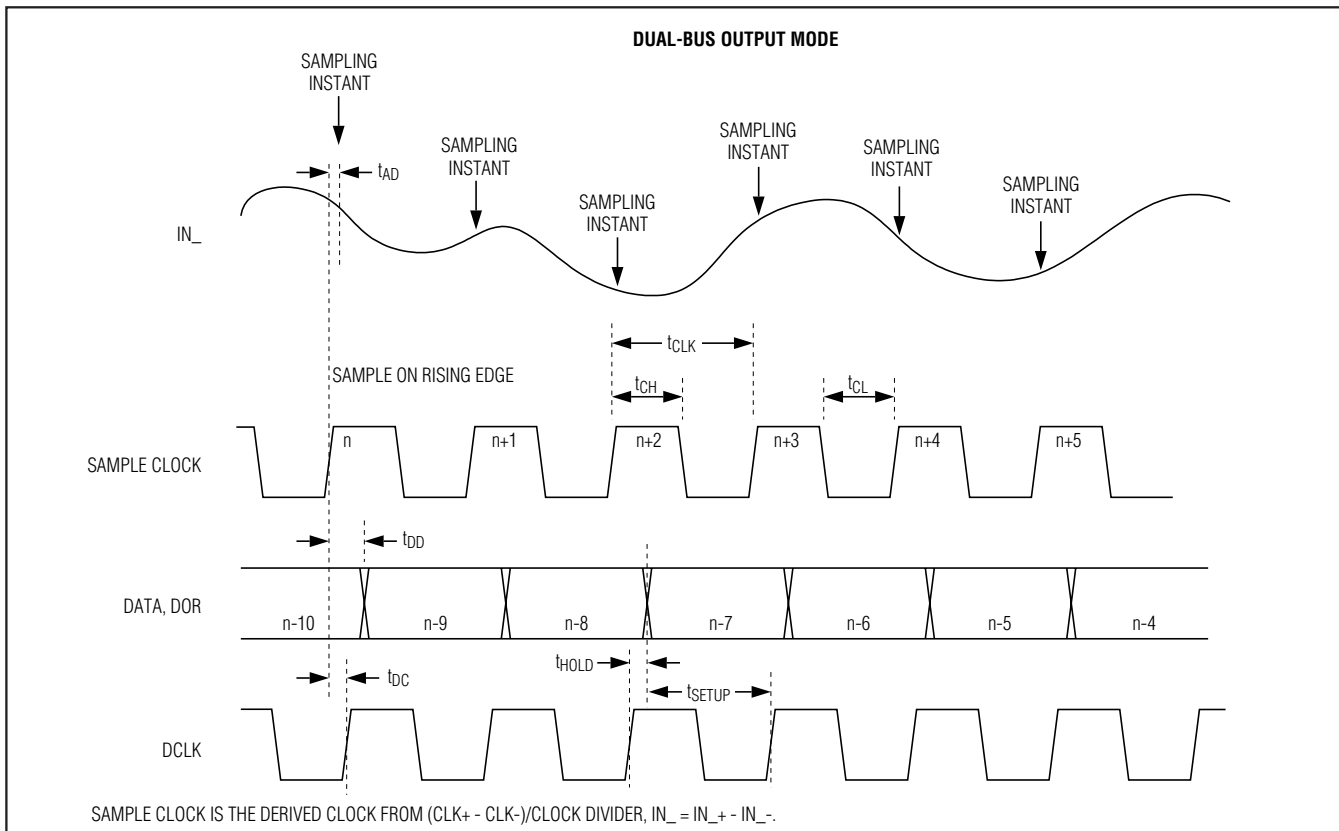 DUAL-BUS OUTPUT MODE
SAMPLING
INSTANT
SAMPLING
INSTANT
SAMPLING
INSTANT
SAMPLING
INSTANT
SAMPLING
INSTANT
SAMPLING
INSTANT
tAD
IN_
tCLK
SAMPLE ON RISING EDGE
tCH
tCL
n n+1 n+2 n+3 n+4 n+5
SAMPLE CLOCK
tDD
DATA, DOR
n-10 n-9 n-8 n-7 n-6 n-5 n-4
tHOLD
tDC
tSETUP
DCLK
SAMPLE CLOCK IS THE DERIVED CLOCK FROM (CLK+ - CLK-)/CLOCK DIVIDER, IN_ = IN_+ - IN_-.